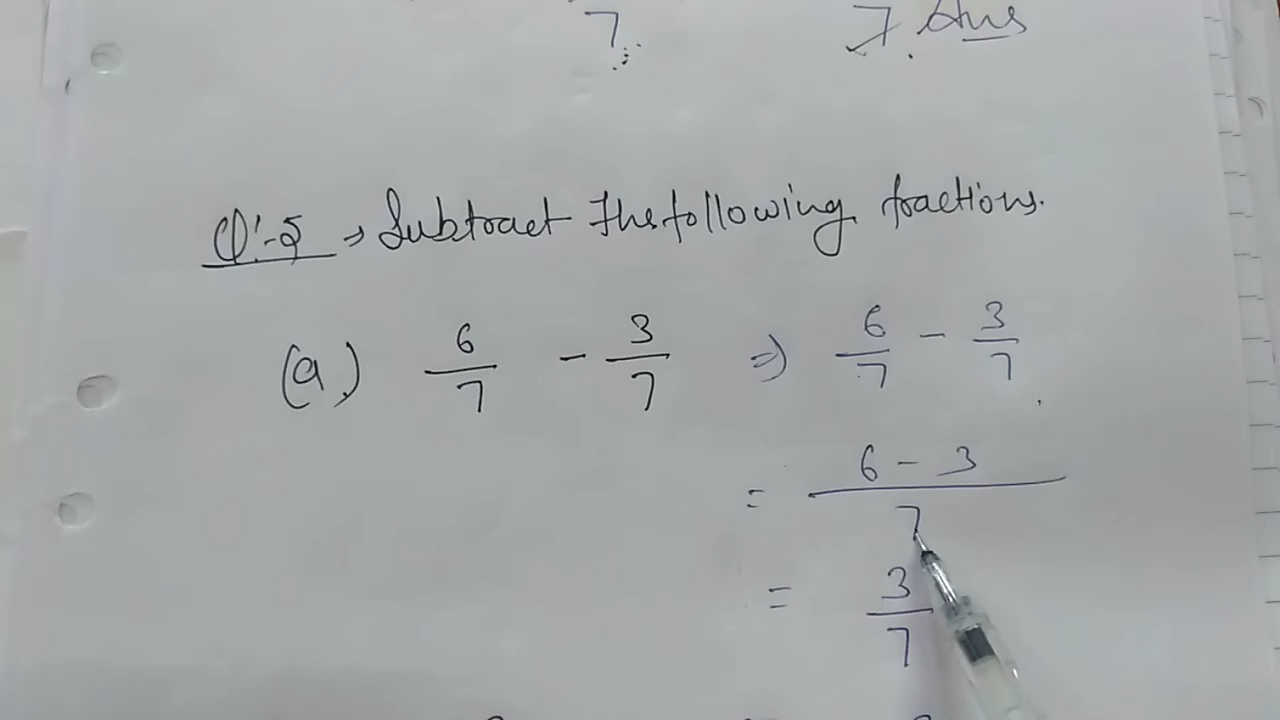 7 7. Ans
Q.-5 → Subtract the following fractions.
(a.) 6/7 - 3/7 ⇒ 6/7 - 3/7
= 6 - 3 / 7
= 3/7